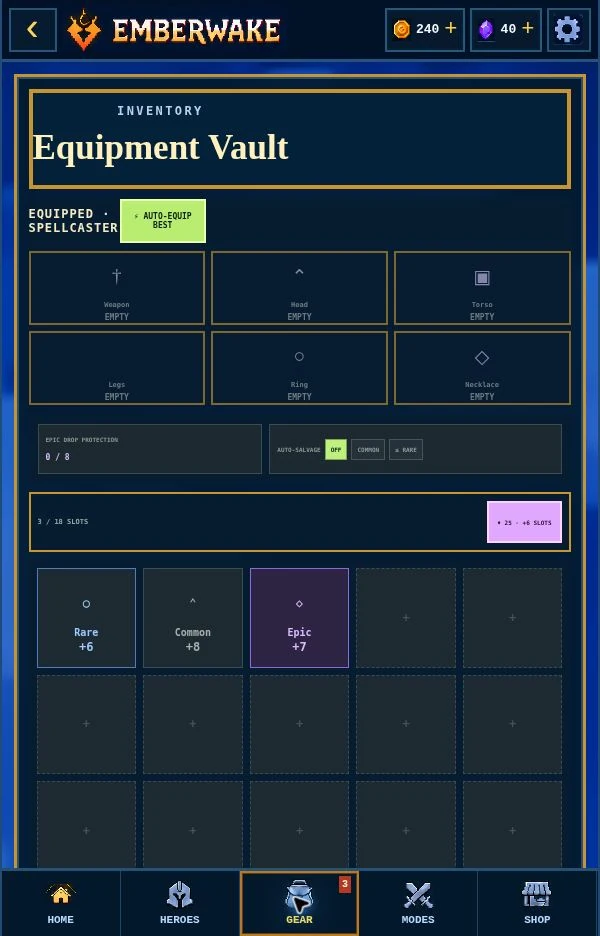 EMBERWAKE
240 +
40 +
INVENTORY
Equipment Vault
EQUIPPED ·
SPELLCASTER
⚡ AUTO-EQUIP
BEST
Weapon
EMPTY
Head
EMPTY
Torso
EMPTY
Legs
EMPTY
Ring
EMPTY
Necklace
EMPTY
EPIC DROP PROTECTION
0 / 8
AUTO-SALVAGE OFF COMMON ≤ RARE
3 / 18 SLOTS
♦ 25 · +6 SLOTS
Rare
+6
Common
+8
Epic
+7
3
HOME
HEROES
GEAR
MODES
SHOP